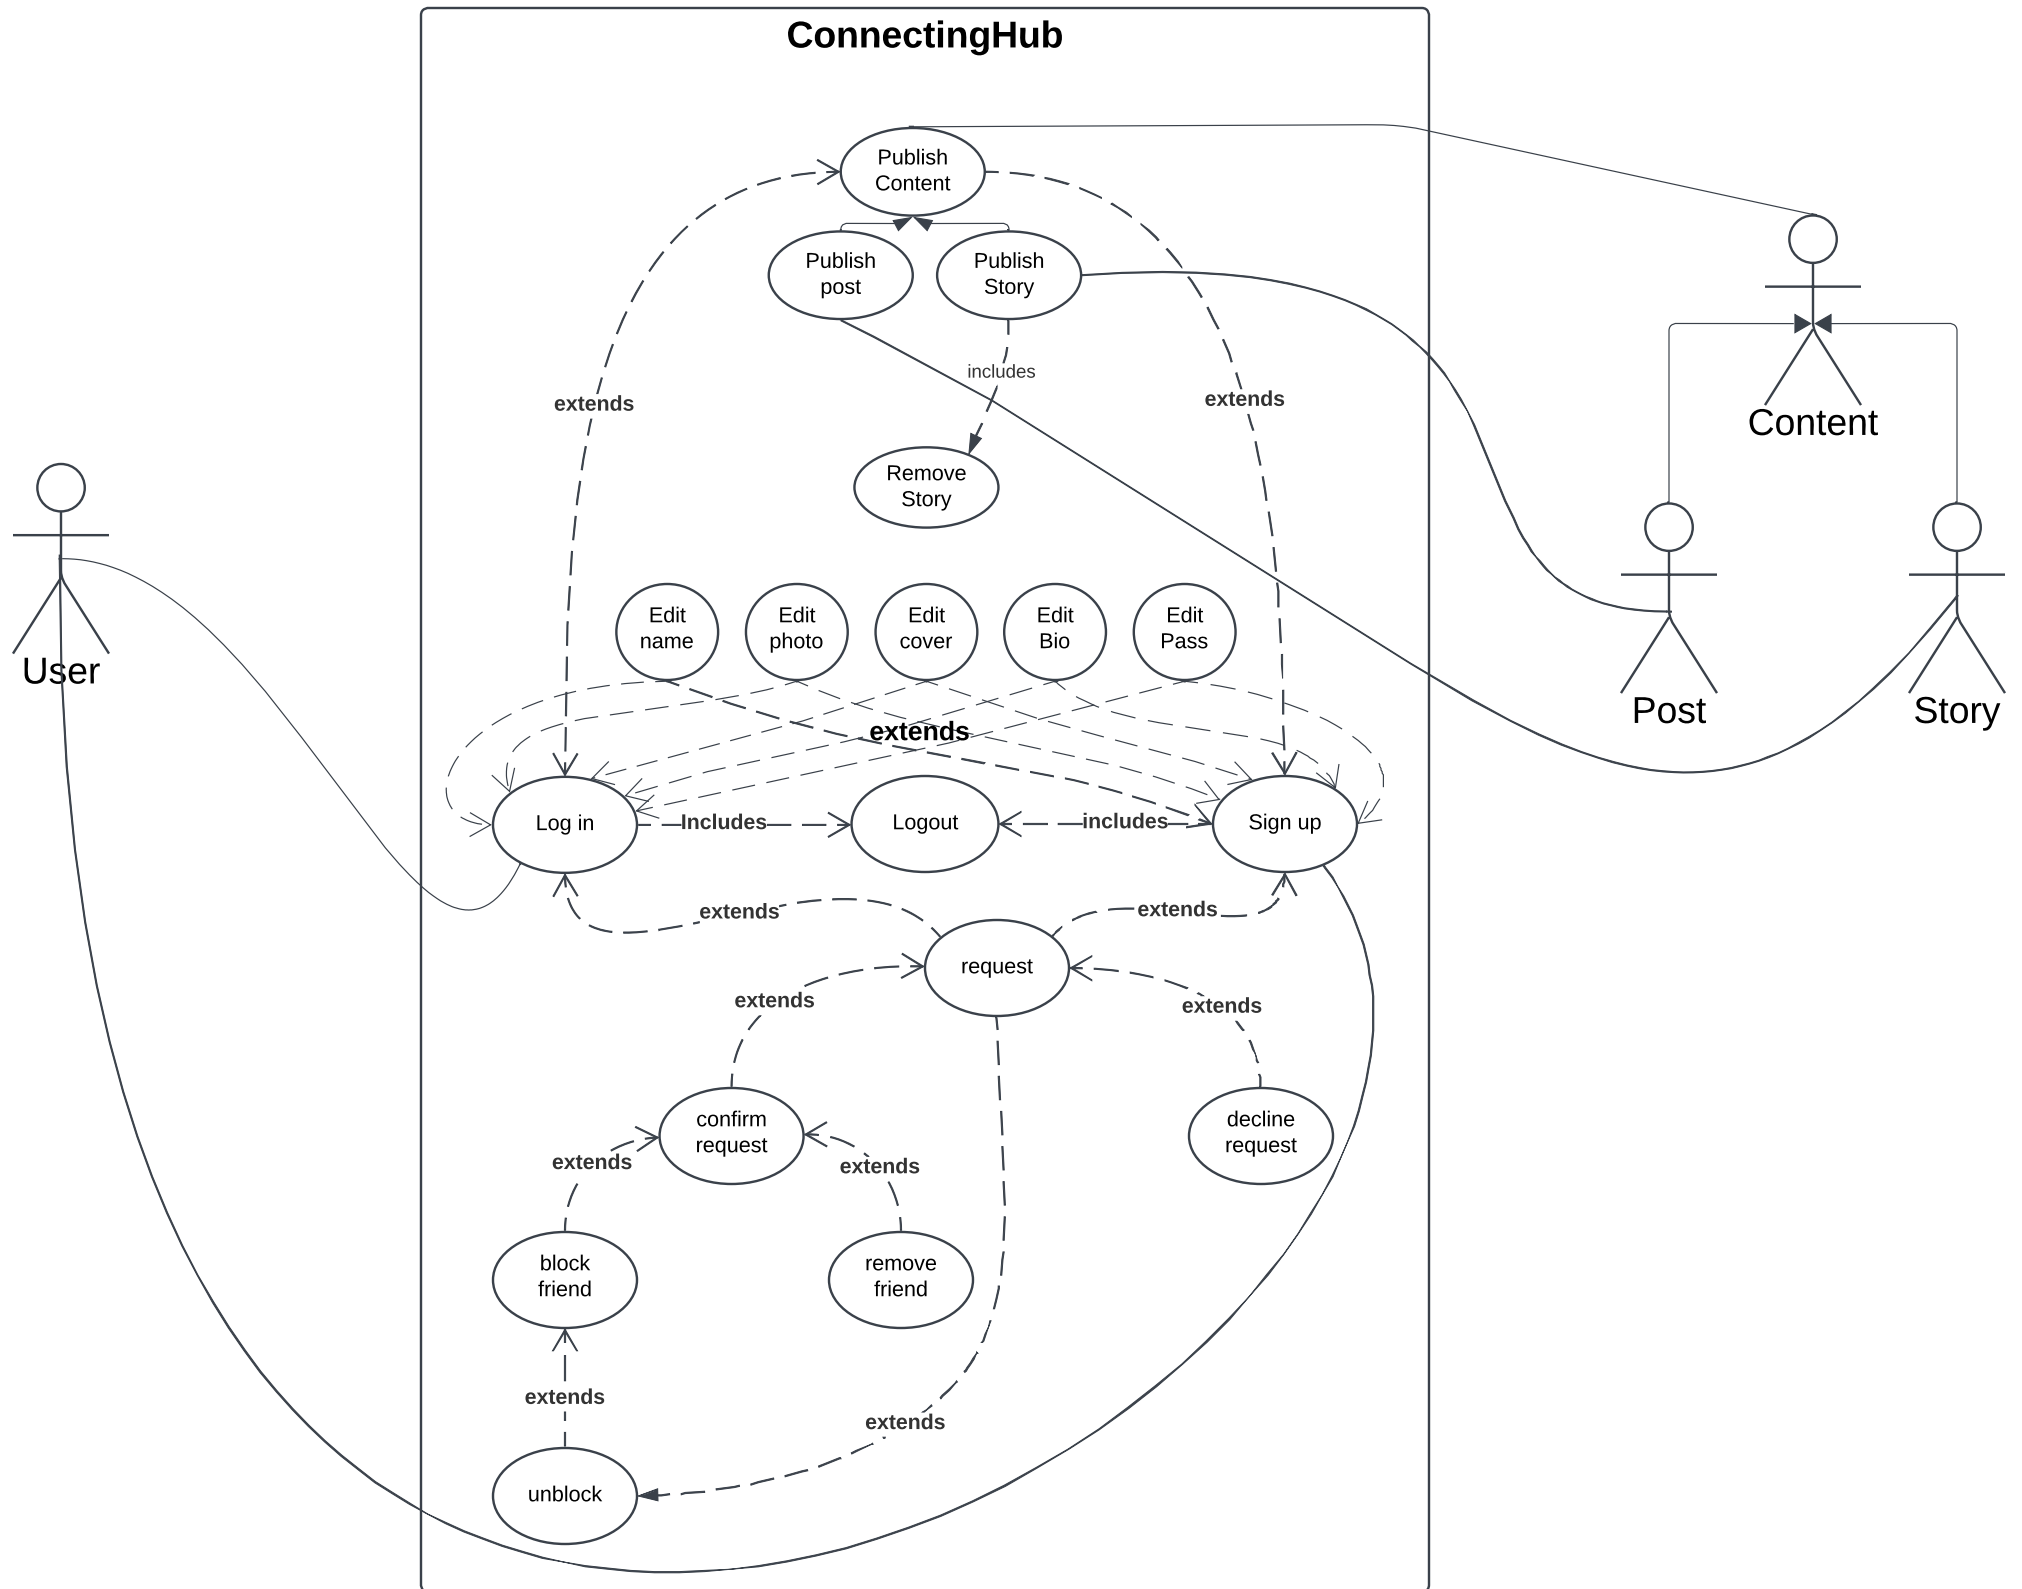 ConnectingHub
Publish
Content
Publish
post
Publish
Story
includes
extends
extends
Content
Remove
Story
User
Edit
name
Edit
photo
Edit
cover
Edit
Bio
Edit
Pass
Post
Story
extends
Log in
Includes
Logout
includes
Sign up
extends
extends
request
extends
extends
confirm
request
decline
request
extends
extends
block
friend
remove
friend
extends
extends
unblock